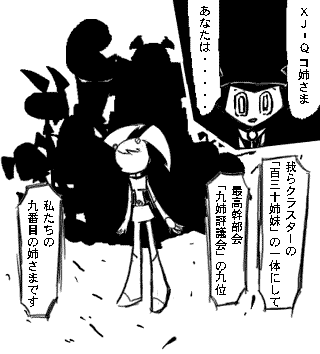 XJ-Qコ姉さま
あなたは・・・・
我らクラスターの
「百三十姉妹」の一体にして
最高幹部会
「九姉評議会」の九位
私たちの
九番目の姉さまです